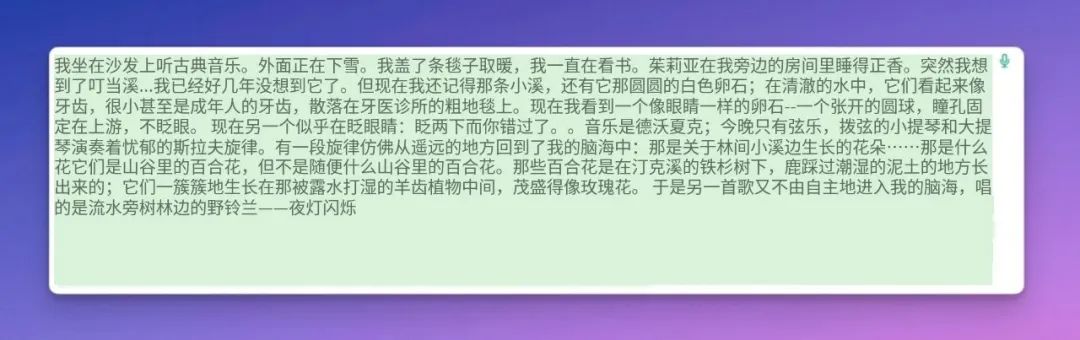 我坐在沙发上听古典音乐。外面正在下雪。我盖了条毯子取暖，我一直在看书。茱莉亚在我旁边的房间里睡得正香。突然我想
到了叮当溪...我已经好几年没想到它了。但现在我还记得那条小溪，还有它那圆圆的白色卵石；在清澈的水中，它们看起来像
牙齿，很小甚至是成年人的牙齿，散落在牙医诊所的粗地毯上。现在我看到一个像眼睛一样的卵石--一个张开的圆球，瞳孔固
定在上游，不眨眼。 现在另一个似乎在眨眼睛：眨两下而你错过了。。音乐是德沃夏克；今晚只有弦乐，拨弦的小提琴和大提
琴演奏着忧郁的斯拉夫旋律。有一段旋律仿佛从遥远的地方回到了我的脑海中：那是关于林间小溪边生长的花朵⋯⋯那是什么
花它们是山谷里的百合花，但不是随便什么山谷里的百合花。那些百合花是在汀克溪的铁杉树下，鹿踩过潮湿的泥土的地方长
出来的；它们一簇簇地生长在那被露水打湿的羊齿植物中间，茂盛得像玫瑰花。 于是另一首歌又不由自主地进入我的脑海，唱
的是流水旁树林边的野铃兰——夜灯闪烁